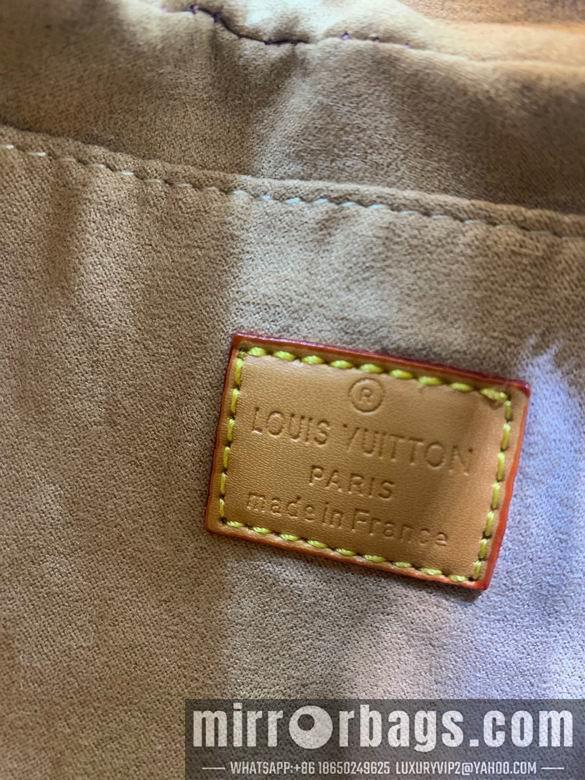 ®
LOUIS VUITTON
PARIS
made in France
mirrorbags.com
WHATSAPP:+86 18650249625 LUXURYVIP2@YAHOO.COM